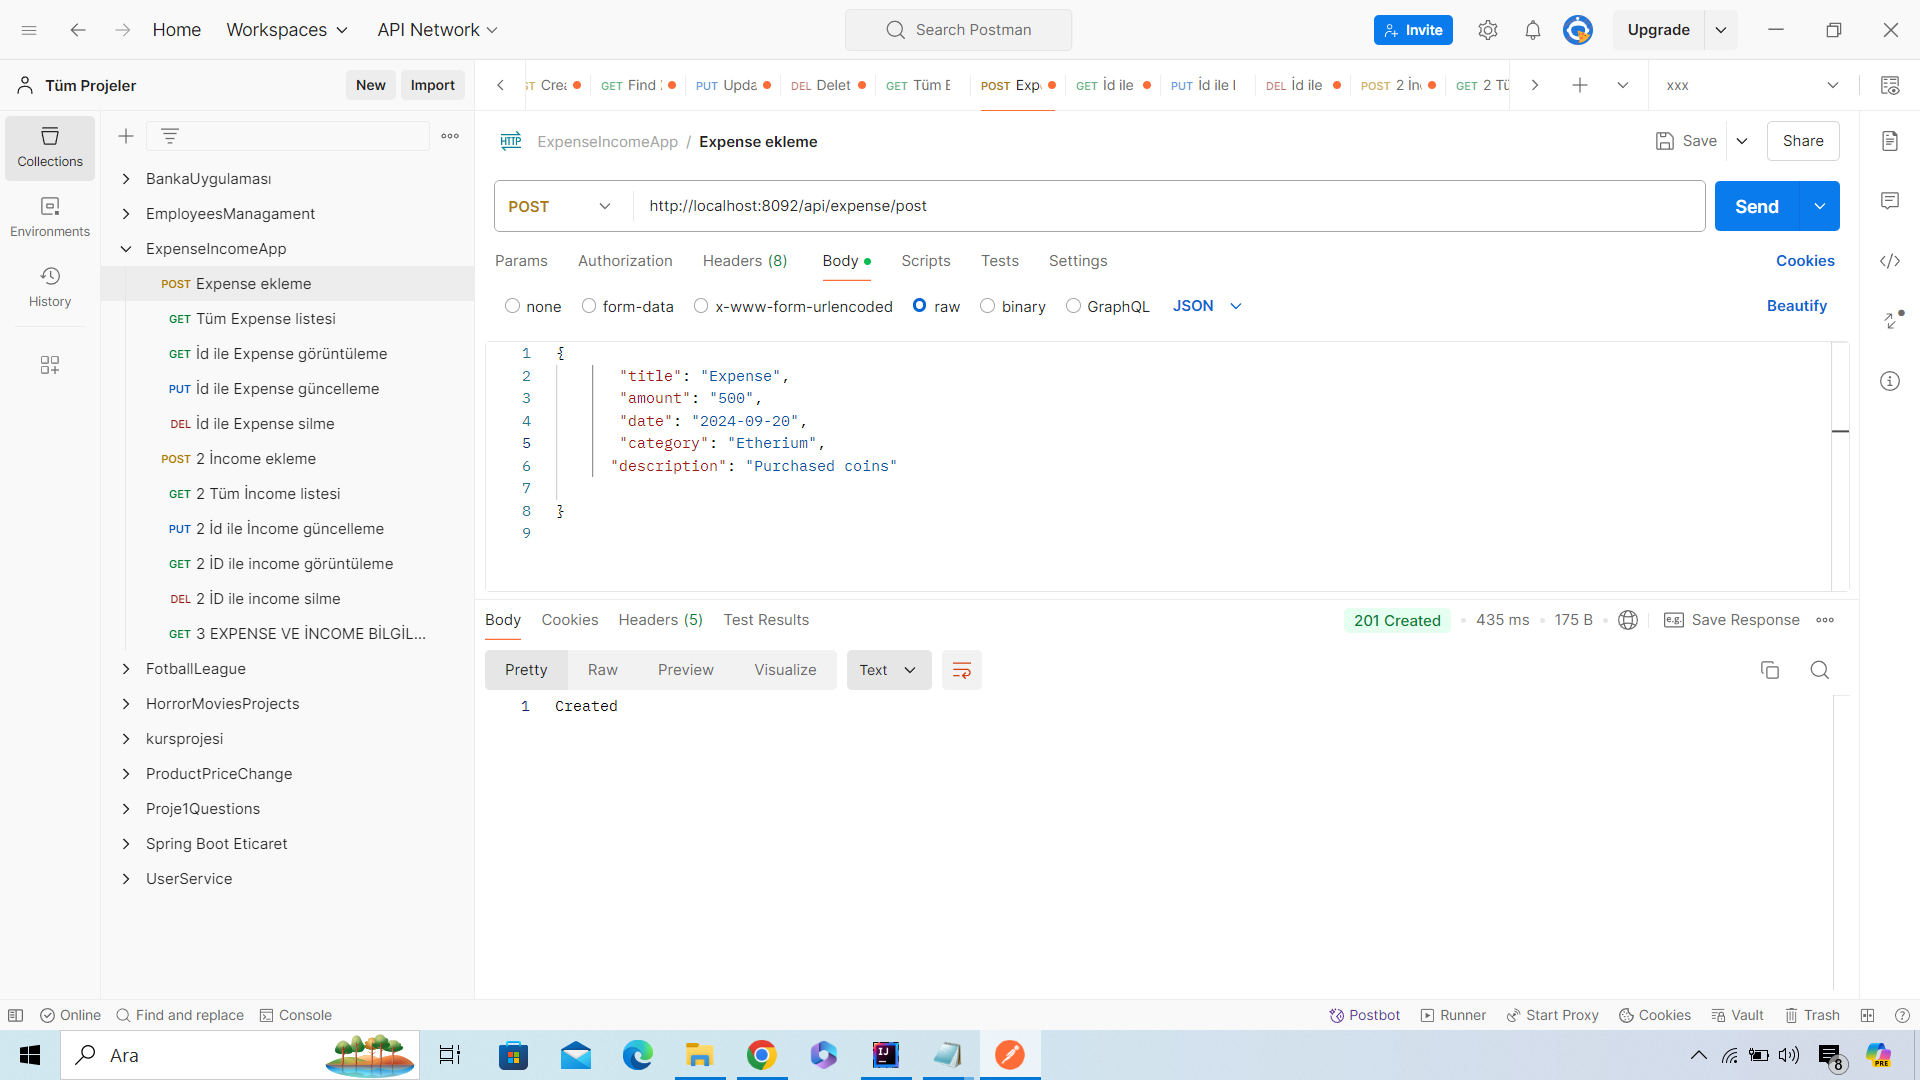 Home Workspaces API Network Search Postman Invite Upgrade
Tüm Projeler New Import
Crea GET Find PUT Upda DEL Delet GET Tüm E POST Exp GET İd ile PUT İd ile DEL İd ile POST 2 İn GET 2 Tü xxx
Collections
Environments
History
BankaUygulaması
EmployeesManagament
ExpenseIncomeApp
POST Expense ekleme
GET Tüm Expense listesi
GET İd ile Expense görüntüleme
PUT İd ile Expense güncelleme
DEL İd ile Expense silme
POST 2 İncome ekleme
GET 2 Tüm İncome listesi
PUT 2 İd ile İncome güncelleme
GET 2 İD ile income görüntüleme
DEL 2 İD ile income silme
GET 3 EXPENSE VE İNCOME BİLGİL...
FotballLeague
HorrorMoviesProjects
kursprojesi
ProductPriceChange
Proje1Questions
Spring Boot Eticaret
UserService
HTTP ExpenseIncomeApp / Expense ekleme Save Share
POST http://localhost:8092/api/expense/post Send
Params Authorization Headers (8) Body Scripts Tests Settings Cookies
none form-data x-www-form-urlencoded raw binary GraphQL JSON Beautify
1 {
2 "title": "Expense",
3 "amount": "500",
4 "date": "2024-09-20",
5 "category": "Etherium",
6 "description": "Purchased coins"
7
8 }
9
Body Cookies Headers (5) Test Results 201 Created 435 ms 175 B e.g. Save Response
Pretty Raw Preview Visualize Text
1 Created
Online Find and replace Console Postbot Runner Start Proxy Cookies Vault Trash
Ara IJ 8 PRE